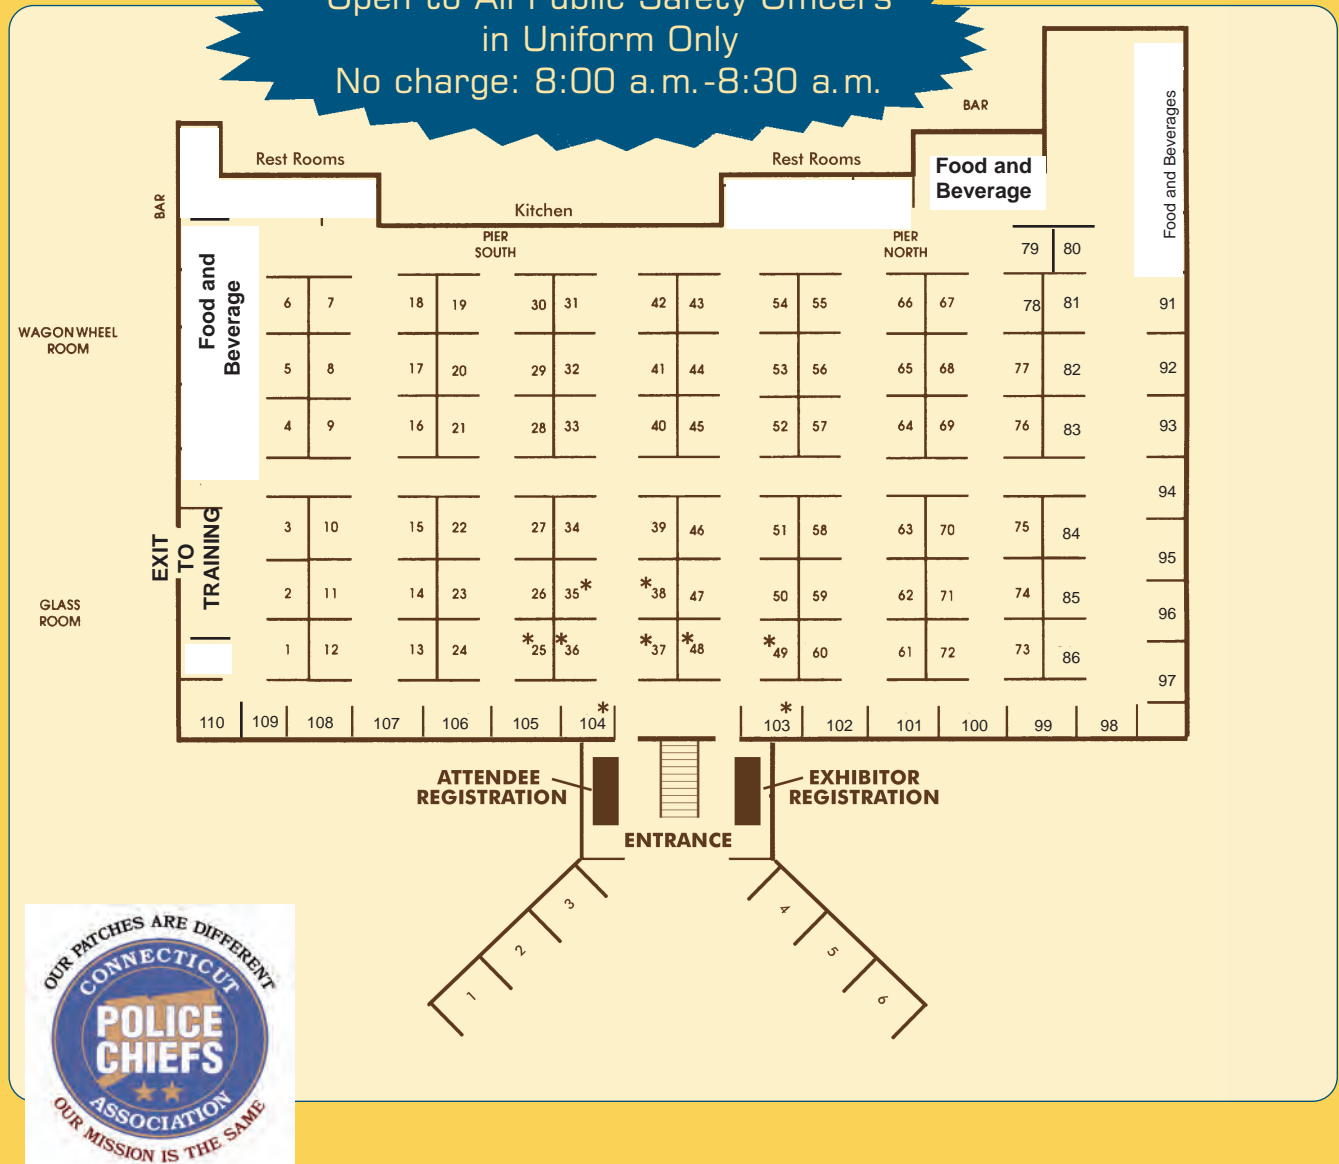 Open to All Public Safety Officers
in Uniform Only
No charge: 8:00 a.m.-8:30 a.m.
BAR
Food and Beverages
Rest Rooms
Rest Rooms
Food and
Beverage
BAR
Kitchen
PIER
SOUTH
PIER
NORTH
79 80
Food and
Beverage
WAGON WHEEL
ROOM
6 7 18 19 30 31 42 43 54 55 66 67 78 81 91
5 8 17 20 29 32 41 44 53 56 65 68 77 82 92
4 9 16 21 28 33 40 45 52 57 64 69 76 83 93
94
EXIT
TO
TRAINING
3 10 15 22 27 34 39 46 51 58 63 70 75 84
95
GLASS
ROOM
2 11 14 23 26 35* *38 47 50 59 62 71 74 85 96
1 12 13 24 *25 *36 *37 *48 *49 60 61 72 73 86
97
110 109 108 107 106 105 104* 103* 102 101 100 99 98
ATTENDEE
REGISTRATION
EXHIBITOR
REGISTRATION
ENTRANCE
3 4
2 5
1 6
OUR PATCHES ARE DIFFERENT
CONNECTICUT
POLICE
CHIEFS
ASSOCIATION
OUR MISSION IS THE SAME